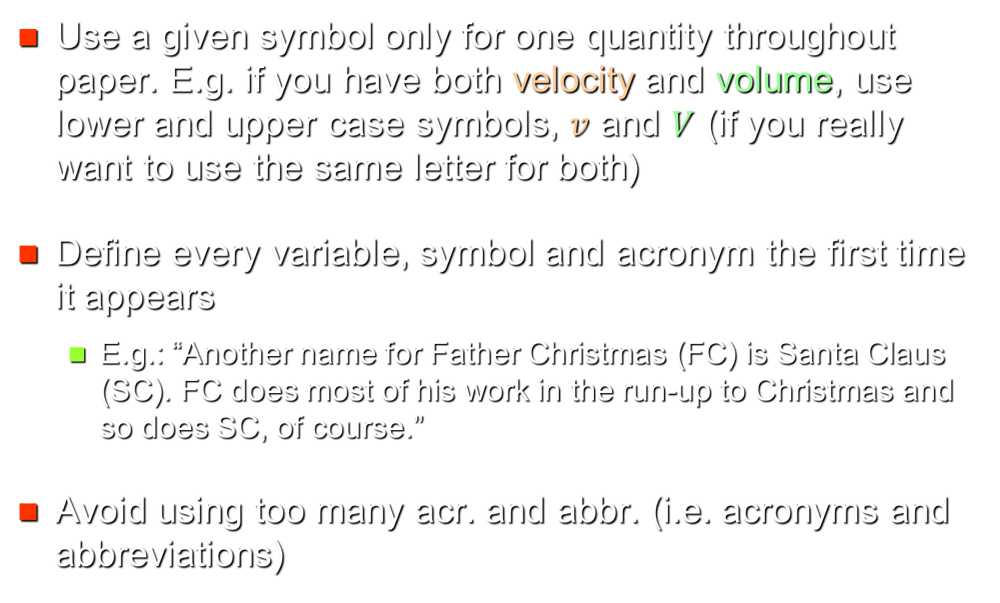 Use a given symbol only for one quantity throughout
paper. E.g. if you have both velocity and volume, use
lower and upper case symbols, v and V (if you really
want to use the same letter for both)
Define every variable, symbol and acronym the first time
it appears
E.g.: “Another name for Father Christmas (FC) is Santa Claus
(SC). FC does most of his work in the run-up to Christmas and
so does SC, of course.”
Avoid using too many acr. and abbr. (i.e. acronyms and
abbreviations)